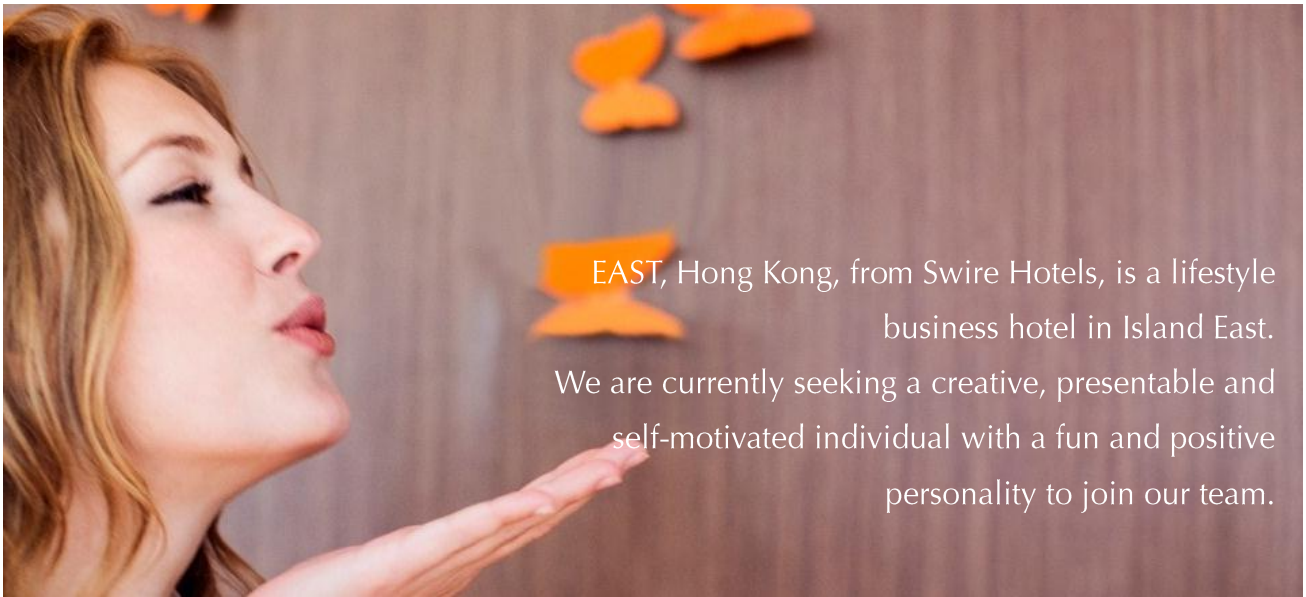 EAST, Hong Kong, from Swire Hotels, is a lifestyle
business hotel in Island East.
We are currently seeking a creative, presentable and
self-motivated individual with a fun and positive
personality to join our team.